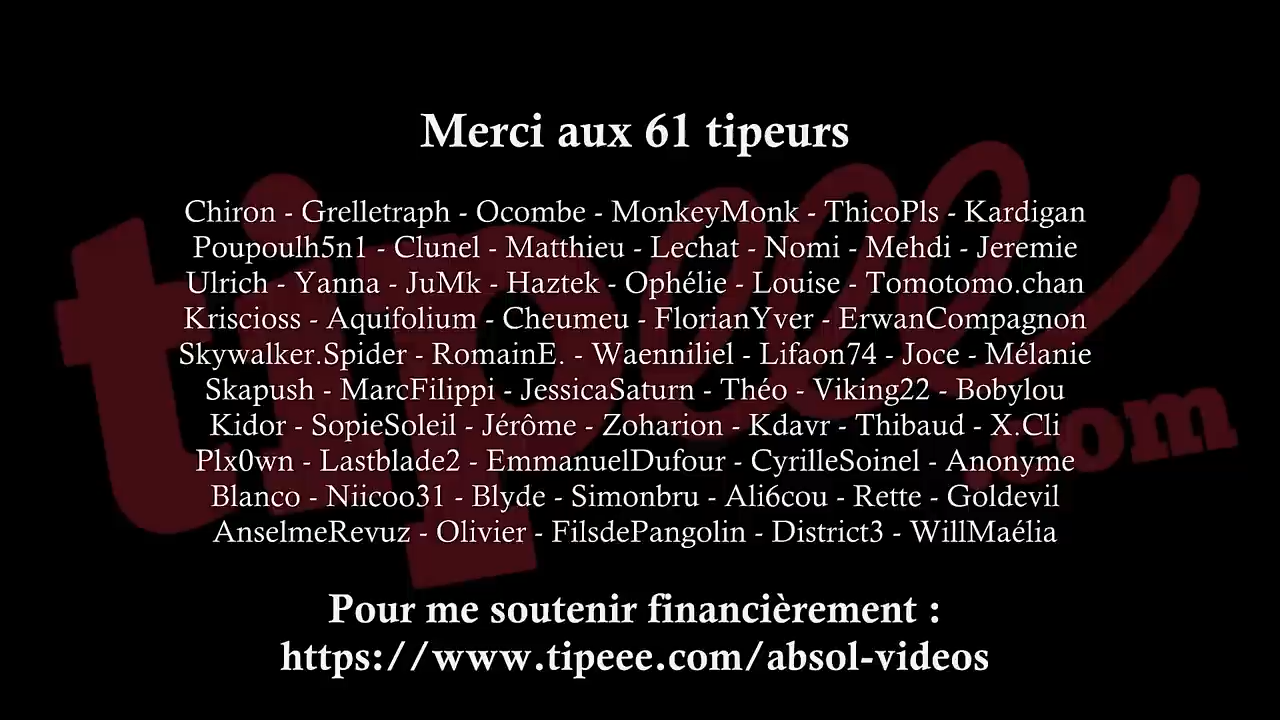 Merci aux 61 tipeurs
Chiron - Grelletraph - Ocombe - MonkeyMonk - ThicoPls - Kardigan
Poupoulh5n1 - Clunel - Matthieu - Lechat - Nomi - Mehdi - Jeremie
Ulrich - Yanna - JuMk - Haztek - Ophélie - Louise - Tomotomo.chan
Kriscioss - Aquifolium - Cheumeu - FlorianYver - ErwanCompagnon
Skywalker.Spider - RomainE. - Waenniliel - Lifaon74 - Joce - Mélanie
Skapush - MarcFilippi - JessicaSaturn - Théo - Viking22 - Bobylou
Kidor - SopieSoleil - Jérôme - Zoharion - Kdavr - Thibaud - X.Cli
Plx0wn - Lastblade2 - EmmanuelDufour - CyrilleSoinel - Anonyme
Blanco - Niicoo31 - Blyde - Simonbru - Ali6cou - Rette - Goldevil
AnselmeRevuz - Olivier - FilsdePangolin - District3 - WillMaélia
Pour me soutenir financièrement :
https://www.tipeee.com/absol-videos
tipeee.com